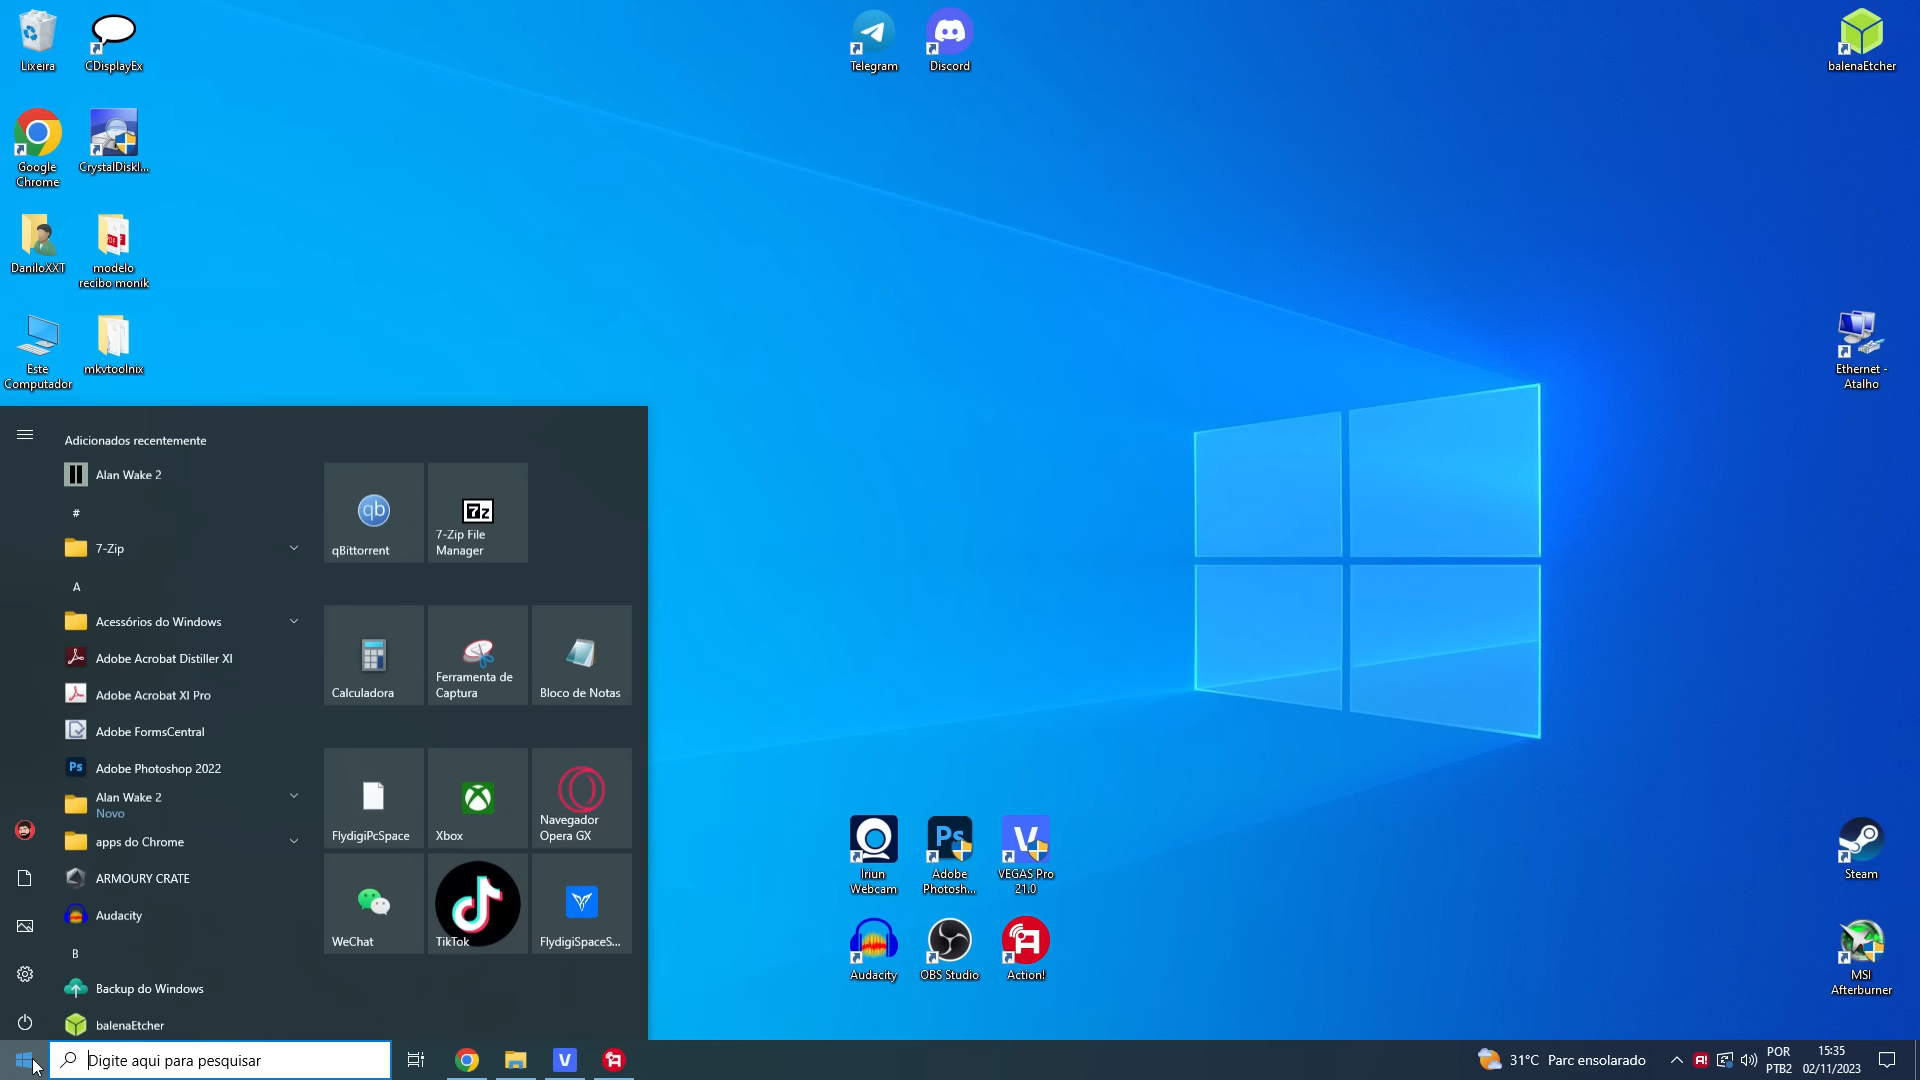 Lixeira
CDisplayEx
Telegram
Discord
balenaEtcher
Google
Chrome
CrystalDiskI...
DaniloXXT
modelo
recibo monik
Este
Computador
mkvtoolnix
Ethernet -
Atalho
Adicionados recentemente
Alan Wake 2
#
7-Zip
A
Acessórios do Windows
Adobe Acrobat Distiller XI
Adobe Acrobat XI Pro
Adobe FormsCentral
Ps
Adobe Photoshop 2022
Alan Wake 2
Novo
apps do Chrome
ARMOURY CRATE
Audacity
B
Backup do Windows
balenaEtcher
qb
qBittorrent
7z
7-Zip File
Manager
Calculadora
Ferramenta de
Captura
Bloco de Notas
FlydigiPcSpace
Xbox
Navegador
Opera GX
WeChat
TikTok
FlydigiSpaceS...
Iriun
Webcam
Ps
Adobe
Photosh...
V
VEGAS Pro
21.0
Audacity
OBS Studio
Action!
Steam
MSI
Afterburner
Digite aqui para pesquisar
V
31°C Parc ensolarado
POR
PTB2
15:35
02/11/2023